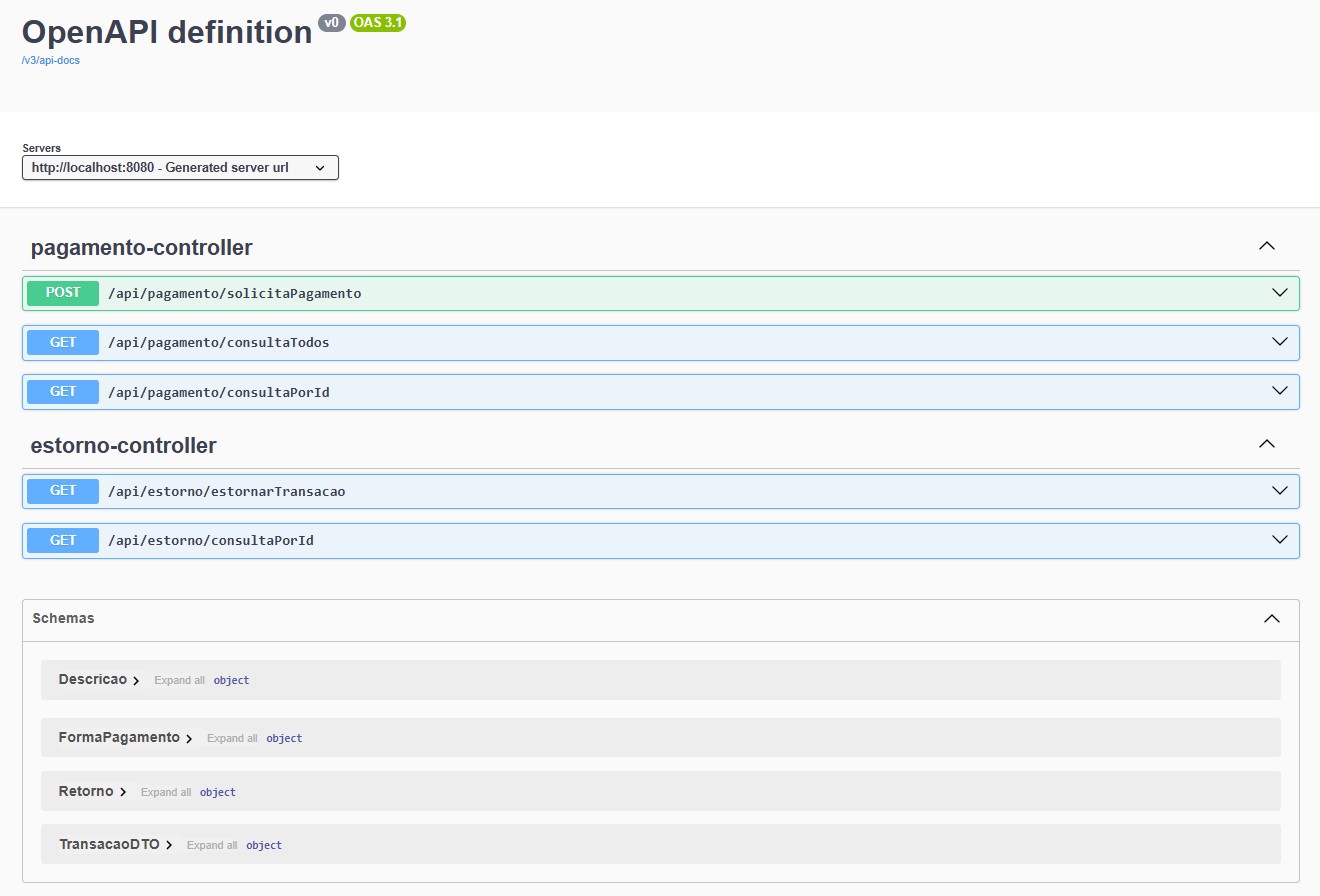 OpenAPI definition v0 OAS 3.1
/v3/api-docs
Servers
http://localhost:8080 - Generated server url
pagamento-controller
POST /api/pagamento/solicitaPagamento
GET /api/pagamento/consultaTodos
GET /api/pagamento/consultaPorId
estorno-controller
GET /api/estorno/estornarTransacao
GET /api/estorno/consultaPorId
Schemas
Descricao Expand all object
FormaPagamento Expand all object
Retorno Expand all object
TransacaoDTO Expand all object